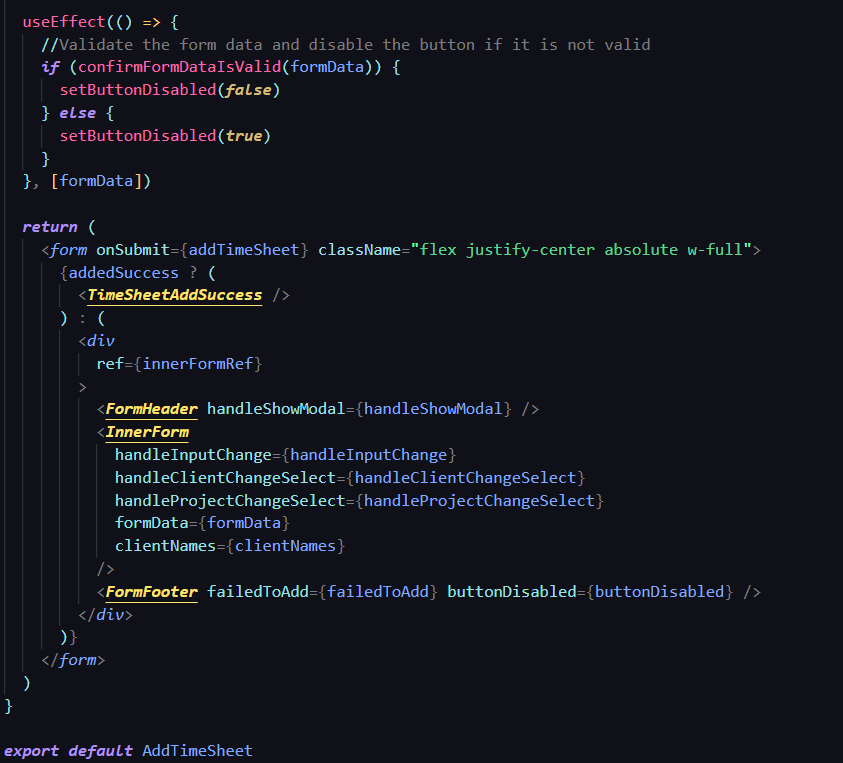 useEffect(() => {
//Validate the form data and disable the button if it is not valid
if (confirmFormDataIsValid(formData)) {
setButtonDisabled(false)
} else {
setButtonDisabled(true)
}
}, [formData])
return (
<form onSubmit={addTimeSheet} className="flex justify-center absolute w-full">
{addedSuccess ? (
<TimeSheetAddSuccess />
) : (
<div
ref={innerFormRef}
>
<FormHeader handleShowModal={handleShowModal} />
<InnerForm
handleInputChange={handleInputChange}
handleClientChangeSelect={handleClientChangeSelect}
handleProjectChangeSelect={handleProjectChangeSelect}
formData={formData}
clientNames={clientNames}
/>
<FormFooter failedToAdd={failedToAdd} buttonDisabled={buttonDisabled} />
</div>
)}
</form>
)
}
export default AddTimeSheet